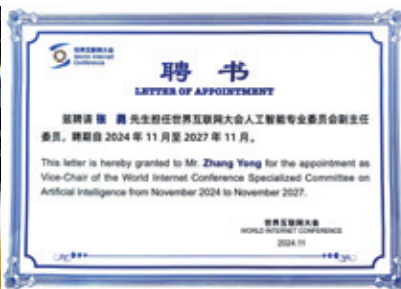 世界互联网大会
World Internet
Conference
聘 书
LETTER OF APPOINTMENT
兹聘请 张 勇 先生担任世界互联网大会人工智能专业委员会副主任
委员，聘期自 2024 年 11 月至 2027 年 11 月。
This letter is hereby granted to Mr. Zhang Yong for the appointment as
Vice-Chair of the World Internet Conference Specialized Committee on
Artificial Intelligence from November 2024 to November 2027.
世界互联网大会
WORLD INTERNET CONFERENCE
2024.11